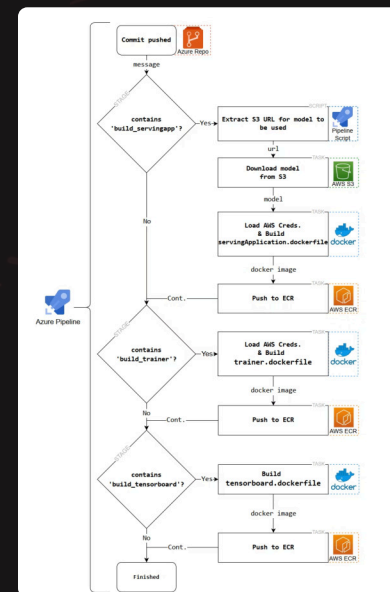 Commit pushed
Azure Repo
message
STAGE
contains
'build_servingapp'?
Yes
SCRIPT
Extract S3 URL for model to
be used
Pipeline
Script
url
TASK
Download model
from S3
AWS S3
model
TASK
No
Load AWS Creds.
& Build
servingApplication.dockerfile
docker
docker image
TASK
Cont.
Push to ECR
AWS ECR
Azure Pipeline
STAGE
contains
'build_trainer'?
Yes
TASK
Load AWS Creds.
& Build
trainer.dockerfile
docker
docker image
No
TASK
Cont.
Push to ECR
AWS ECR
STAGE
contains
'build_tensorboard'?
Yes
TASK
Build
tensorboard.dockerfile
docker
docker image
No
TASK
Cont.
Push to ECR
AWS ECR
Finished